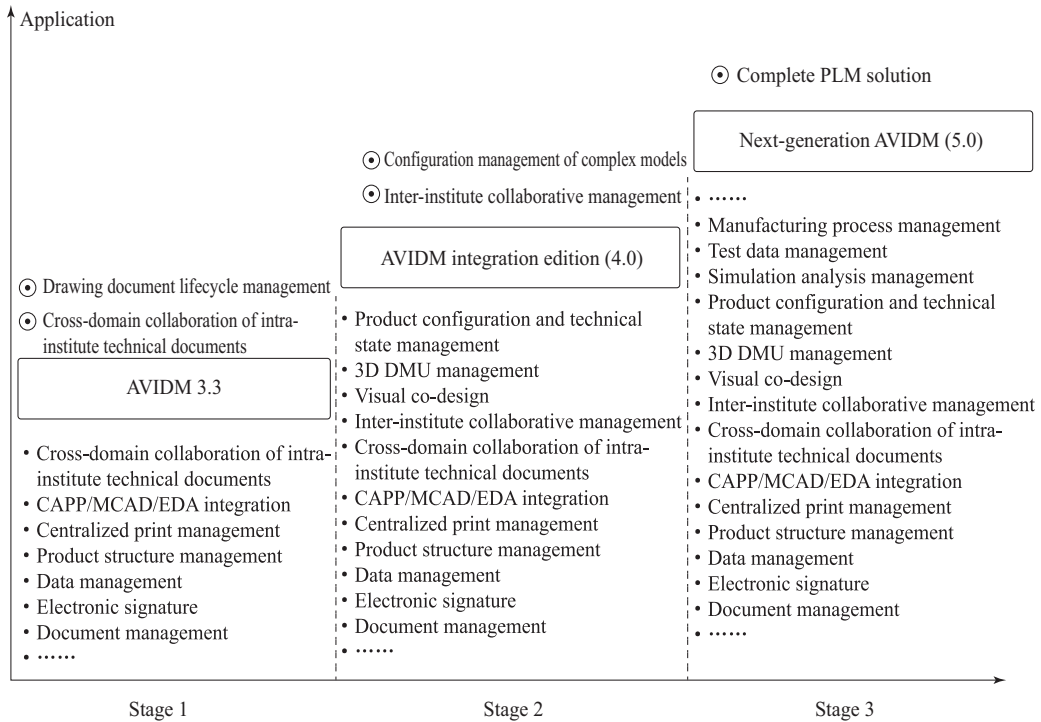 Application
Drawing document lifecycle management
Cross-domain collaboration of intra-
institute technical documents
AVIDM 3.3
• Cross-domain collaboration of intra-
institute technical documents
• CAPP/MCAD/EDA integration
• Centralized print management
• Product structure management
• Data management
• Electronic signature
• Document management
• ······
Configuration management of complex models
Inter-institute collaborative management
AVIDM integration edition (4.0)
• Product configuration and technical
state management
• 3D DMU management
• Visual co-design
• Inter-institute collaborative management
• Cross-domain collaboration of intra-
institute technical documents
• CAPP/MCAD/EDA integration
• Centralized print management
• Product structure management
• Data management
• Electronic signature
• Document management
• ······
Complete PLM solution
Next-generation AVIDM (5.0)
• ······
• Manufacturing process management
• Test data management
• Simulation analysis management
• Product configuration and technical
state management
• 3D DMU management
• Visual co-design
• Inter-institute collaborative management
• Cross-domain collaboration of intra-
institute technical documents
• CAPP/MCAD/EDA integration
• Centralized print management
• Product structure management
• Data management
• Electronic signature
• Document management
• ······
Stage 1
Stage 2
Stage 3